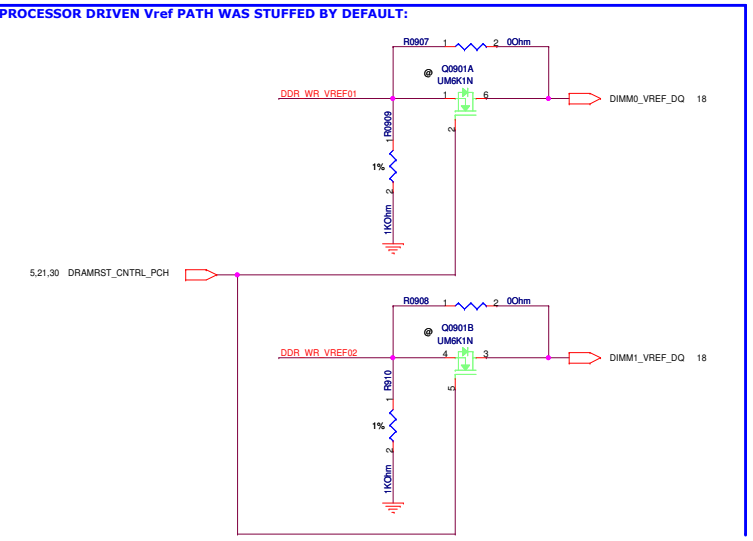 PROCESSOR DRIVEN Vref PATH WAS STUFFED BY DEFAULT:
R0907 1 2 0Ohm
@ Q0901A
UM6K1N
DDR_WR_VREF01 1 6 DIMM0_VREF_DQ 18
2
R0909
1
1%
2
1KOhm
5,21,30 DRAMRST_CNTRL_PCH
R0908 1 2 0Ohm
@ Q0901B
UM6K1N
DDR_WR_VREF02 4 3 DIMM1_VREF_DQ 18
5
R910
1
1%
2
1KOhm